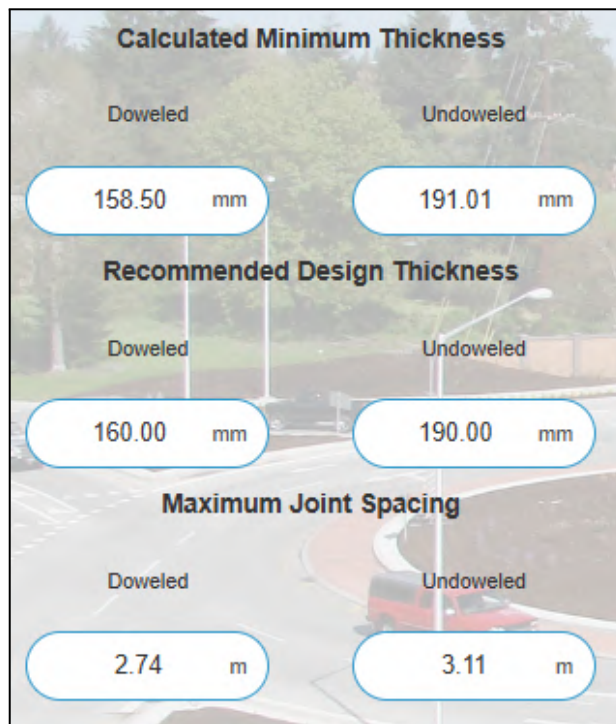 Calculated Minimum Thickness
Doweled Undoweled
158.50 mm 191.01 mm
Recommended Design Thickness
Doweled Undoweled
160.00 mm 190.00 mm
Maximum Joint Spacing
Doweled Undoweled
2.74 m 3.11 m